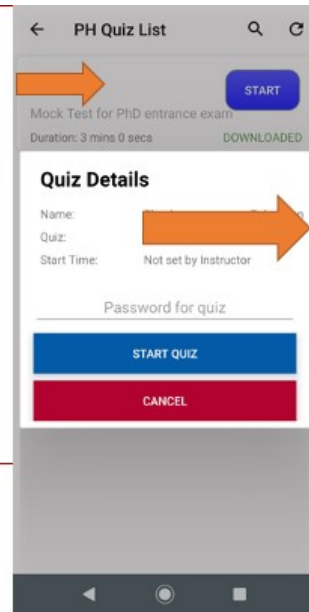 PH Quiz List
START
Mock Test for PhD entrance exam
Duration: 3 mins 0 secs DOWNLOADED
Quiz Details
Name:
Quiz:
Start Time: Not set by Instructor
Password for quiz
START QUIZ
CANCEL